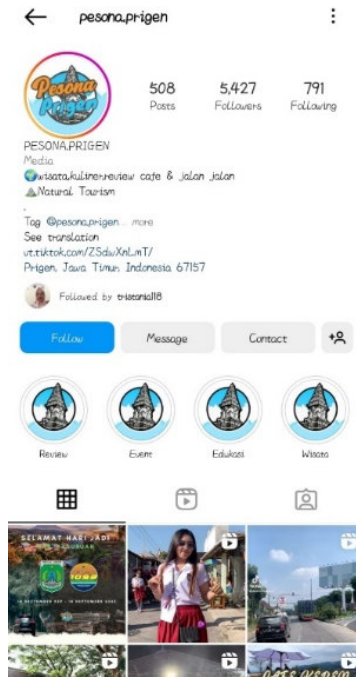 pesona.prigen
Pesona
Prigen
508
5,427
791
Posts
Followers
Following
PESONA.PRIGEN
Media
🌍wisata,kuliner,review cafe & jalan jalan
⛰Natural Tourism
.
Tag @pesona.prigen... more
See translation
vt.tiktok.com/ZSdwXnLmT/
Prigen, Jawa Timur, Indonesia 67157
Followed by tristania118
Follow
Message
Contact
Review
Event
Edukasi
Wisata
SELAMAT HARI JADI